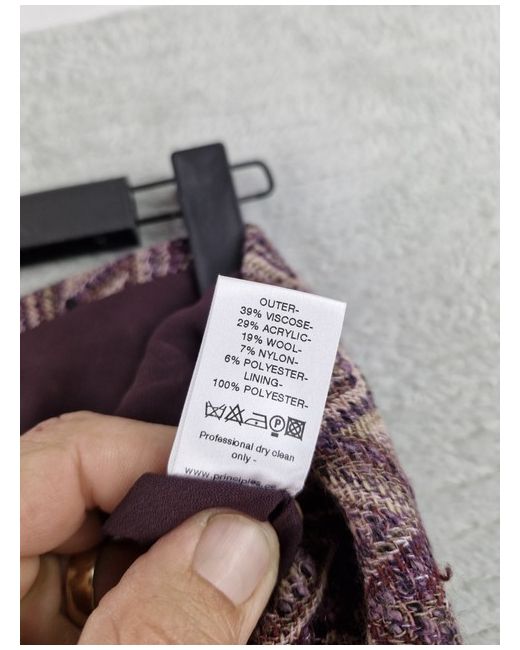 OUTER-
39% VISCOSE-
29% ACRYLIC-
19% WOOL-
7% NYLON-
6% POLYESTER-
LINING-
100% POLYESTER-
P
Professional dry clean
only -